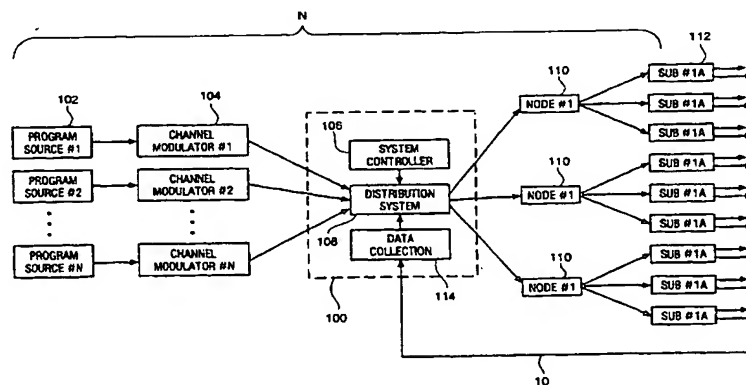 N
102
104
106
110
112
PROGRAM
SOURCE #1
CHANNEL
MODULATOR #1
PROGRAM
SOURCE #2
CHANNEL
MODULATOR #2
PROGRAM
SOURCE #N
CHANNEL
MODULATOR #N
SYSTEM
CONTROLLER
DISTRIBUTION
SYSTEM
108
DATA
COLLECTION
114
100
NODE #1
110
NODE #1
110
NODE #1
SUB #1A
SUB #1A
SUB #1A
SUB #1A
SUB #1A
SUB #1A
SUB #1A
SUB #1A
SUB #1A
10